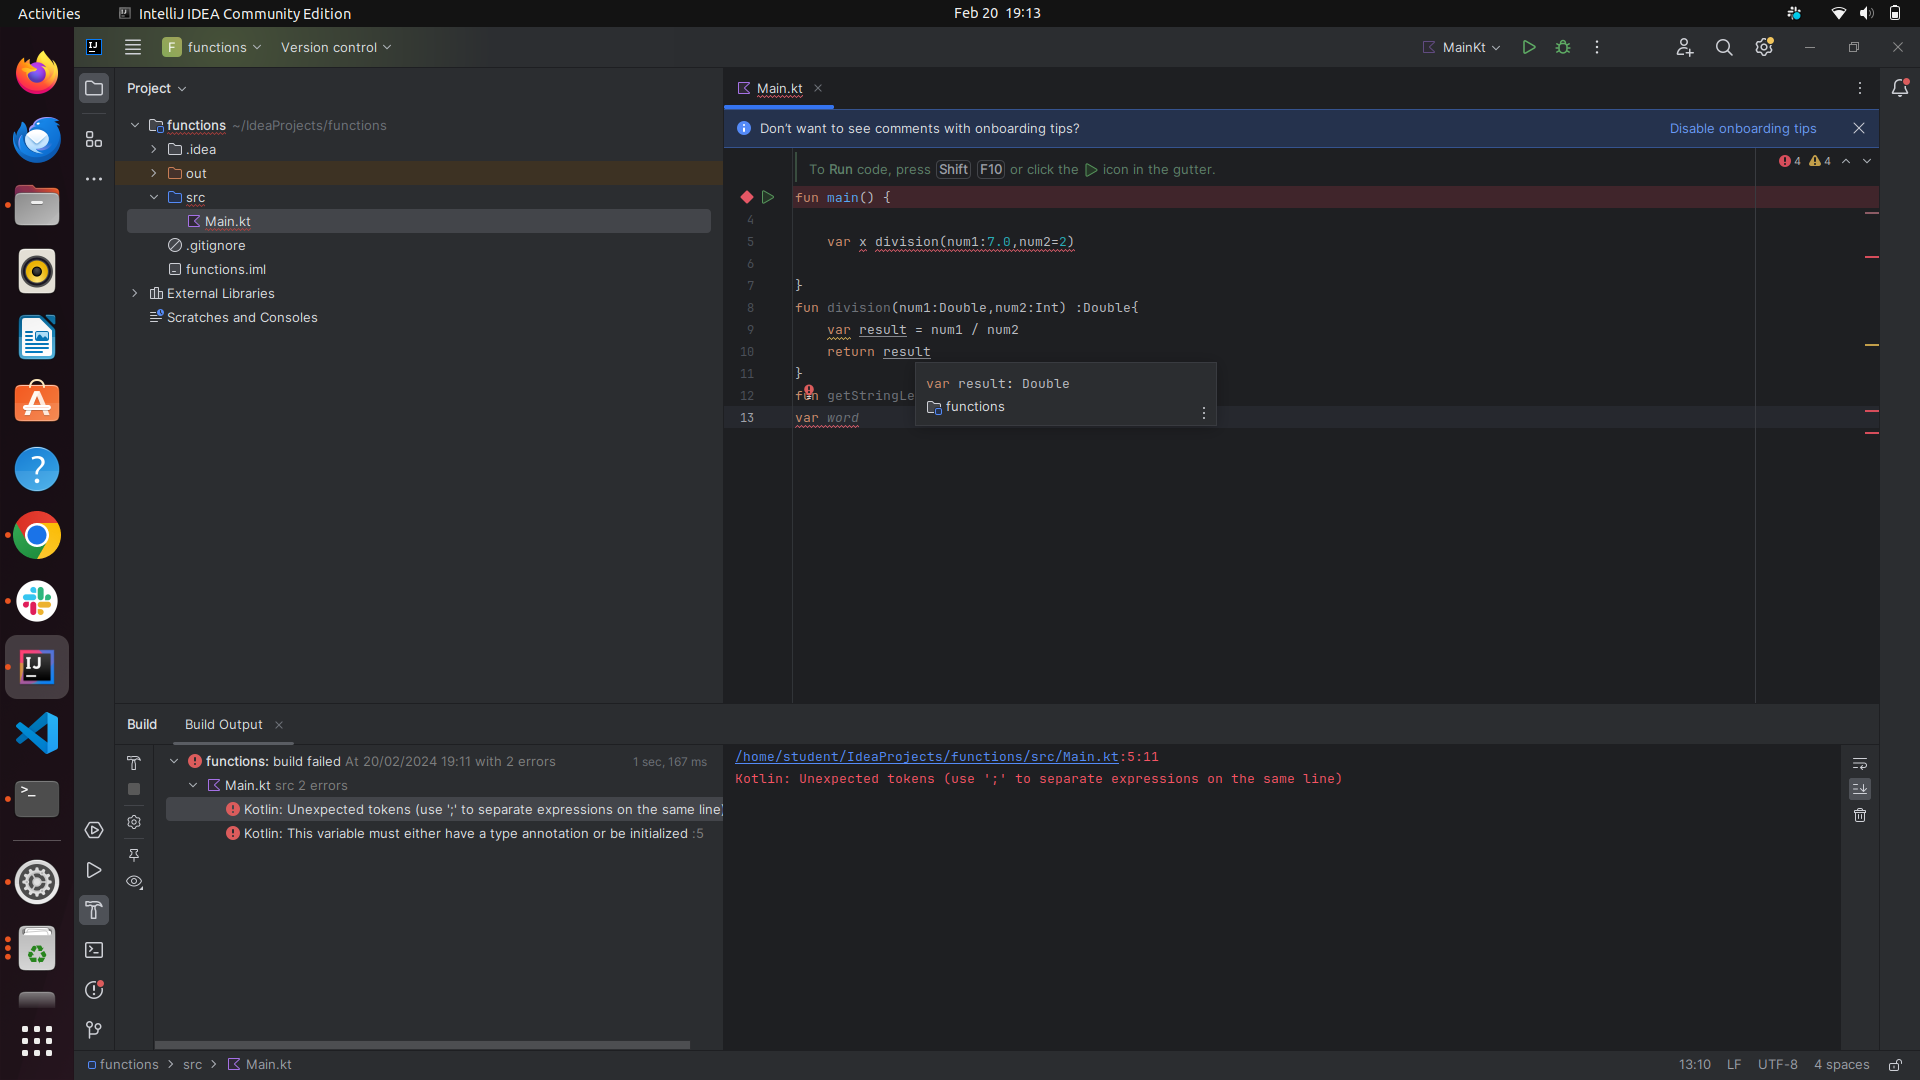 Activities
IntelliJ IDEA Community Edition
Feb 20 19:13
functions
Version control
MainKt
Project
Main.kt
functions ~/IdeaProjects/functions
.idea
out
src
Main.kt
.gitignore
functions.iml
External Libraries
Scratches and Consoles
Don't want to see comments with onboarding tips?
Disable onboarding tips
4 4
To Run code, press Shift F10 or click the icon in the gutter.
fun main() {
4
5 var x division(num1:7.0,num2=2)
6
7 }
8 fun division(num1:Double,num2:Int) :Double{
9 var result = num1 / num2
10 return result
11 }
12 fun getStringLe
13 var word
var result: Double
functions
Build
Build Output
functions: build failed At 20/02/2024 19:11 with 2 errors
1 sec, 167 ms
Main.kt src 2 errors
Kotlin: Unexpected tokens (use ';' to separate expressions on the same line)
Kotlin: This variable must either have a type annotation or be initialized :5
/home/student/IdeaProjects/functions/src/Main.kt:5:11
Kotlin: Unexpected tokens (use ';' to separate expressions on the same line)
functions > src > Main.kt
13:10
LF
UTF-8
4 spaces